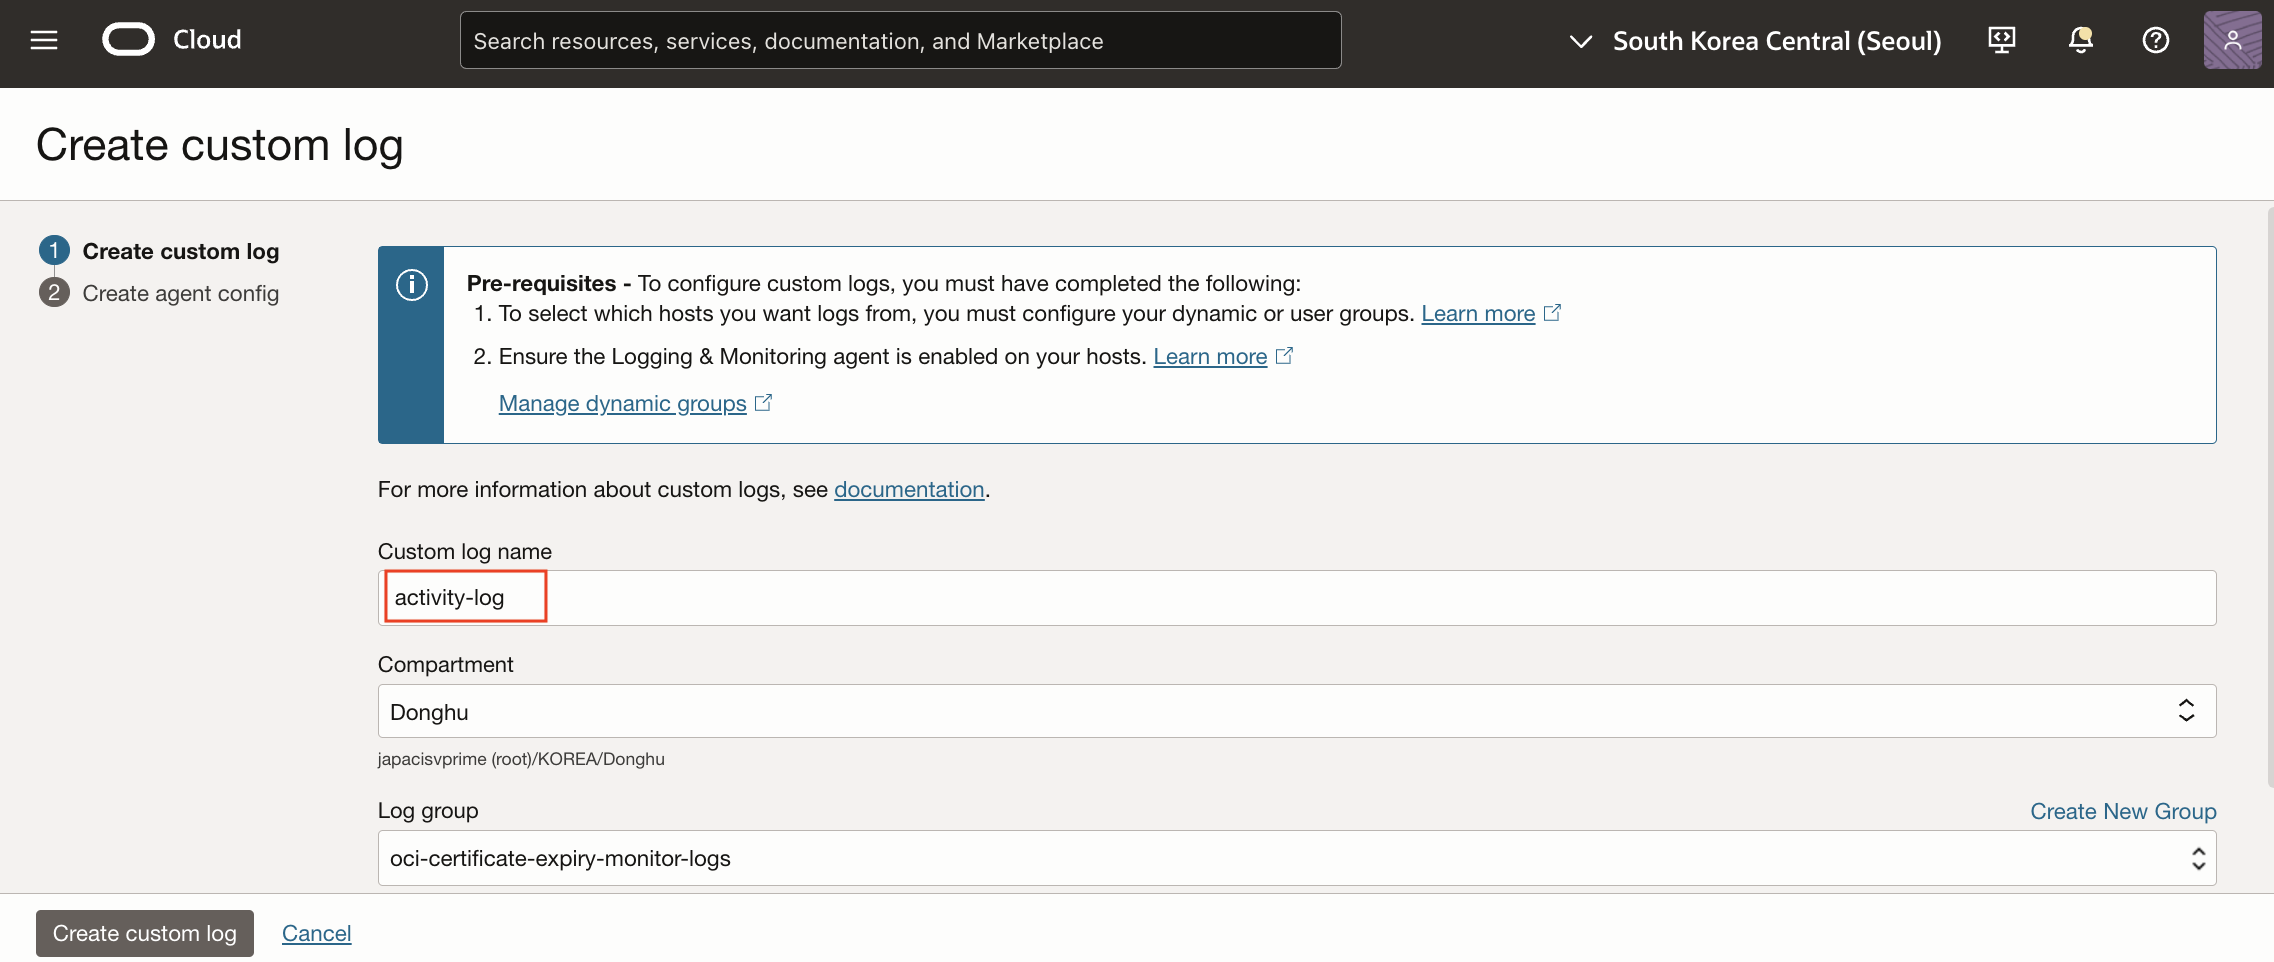 Cloud
Search resources, services, documentation, and Marketplace
South Korea Central (Seoul)
Create custom log
1 Create custom log
2 Create agent config
Pre-requisites - To configure custom logs, you must have completed the following:
1. To select which hosts you want logs from, you must configure your dynamic or user groups. Learn more
2. Ensure the Logging & Monitoring agent is enabled on your hosts. Learn more
Manage dynamic groups
For more information about custom logs, see documentation.
Custom log name
activity-log
Compartment
Donghu
japacisvprime (root)/KOREA/Donghu
Log group
Create New Group
oci-certificate-expiry-monitor-logs
Create custom log
Cancel